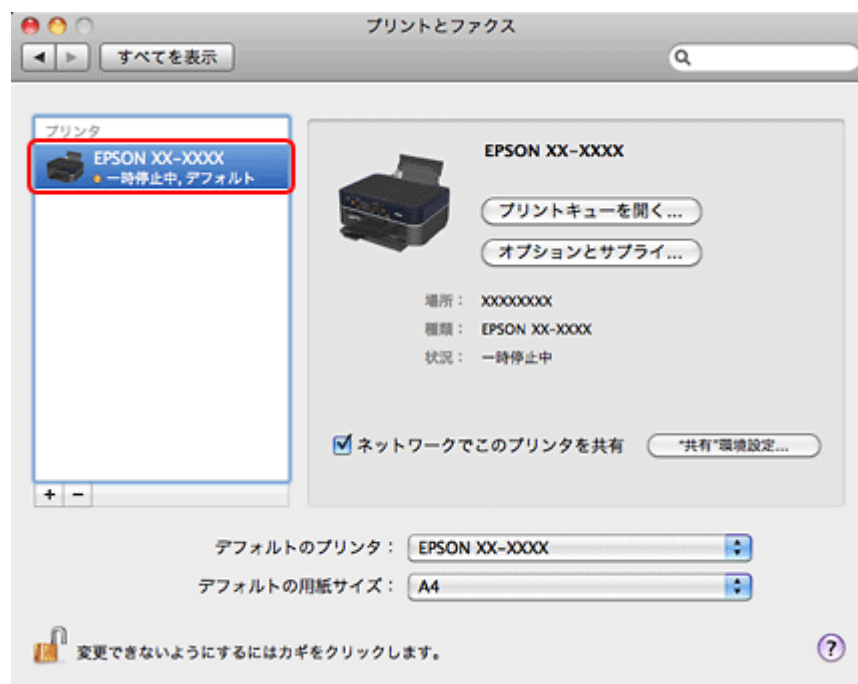 プリントとファクス
すべてを表示
プリンタ
EPSON XX-XXXX
一時停止中, デフォルト
EPSON XX-XXXX
プリントキューを開く...
オプションとサプライ...
場所： XXXXXXXX
種類： EPSON XX-XXXX
状況： 一時停止中
ネットワークでこのプリンタを共有 "共有"環境設定...
+ −
デフォルトのプリンタ： EPSON XX-XXXX
デフォルトの用紙サイズ： A4
変更できないようにするにはカギをクリックします。 ?